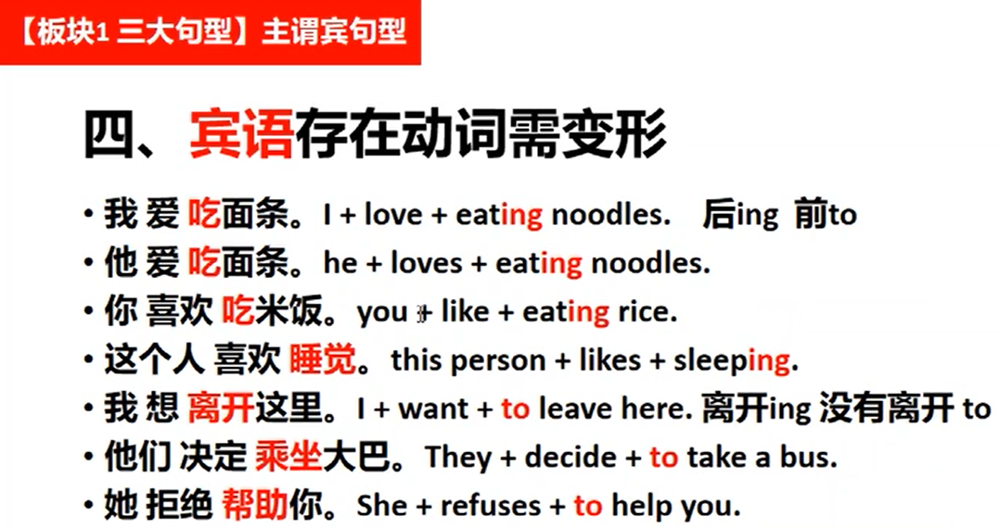 【板块1 三大句型】主谓宾句型
四、宾语存在动词需变形
• 我 爱 吃面条。I + love + eating noodles. 后ing 前to
• 他 爱 吃面条。he + loves + eating noodles.
• 你 喜欢 吃米饭。you + like + eating rice.
• 这个人 喜欢 睡觉。this person + likes + sleeping.
• 我 想 离开这里。I + want + to leave here. 离开ing 没有离开 to
• 他们 决定 乘坐大巴。They + decide + to take a bus.
• 她 拒绝 帮助你。She + refuses + to help you.